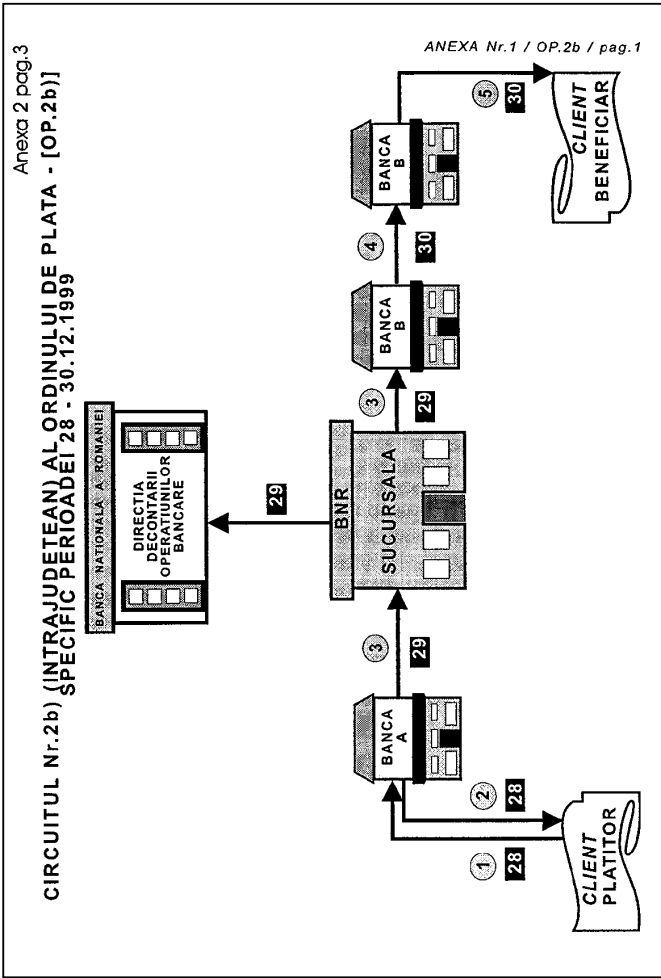 Anexa 2 pag.3
CIRCUITUL Nr.2b) (INTRAJUDETEAN) AL ORDINULUI DE PLATA - [OP.2b)]
SPECIFIC PERIOADEI 28 - 30.12.1999
ANEXA Nr.1 / OP.2b / pag.1
BANCA NATIONALA A ROMANIEI
DIRECTIA
DECONTARII
OPERATIUNILOR
BANCARE
29
BNR
SUCURSALA
1
28
2
28
CLIENT
PLATITOR
BANCA
A
3
29
3
29
BANCA
B
4
30
BANCA
B
5
30
CLIENT
BENEFICIAR